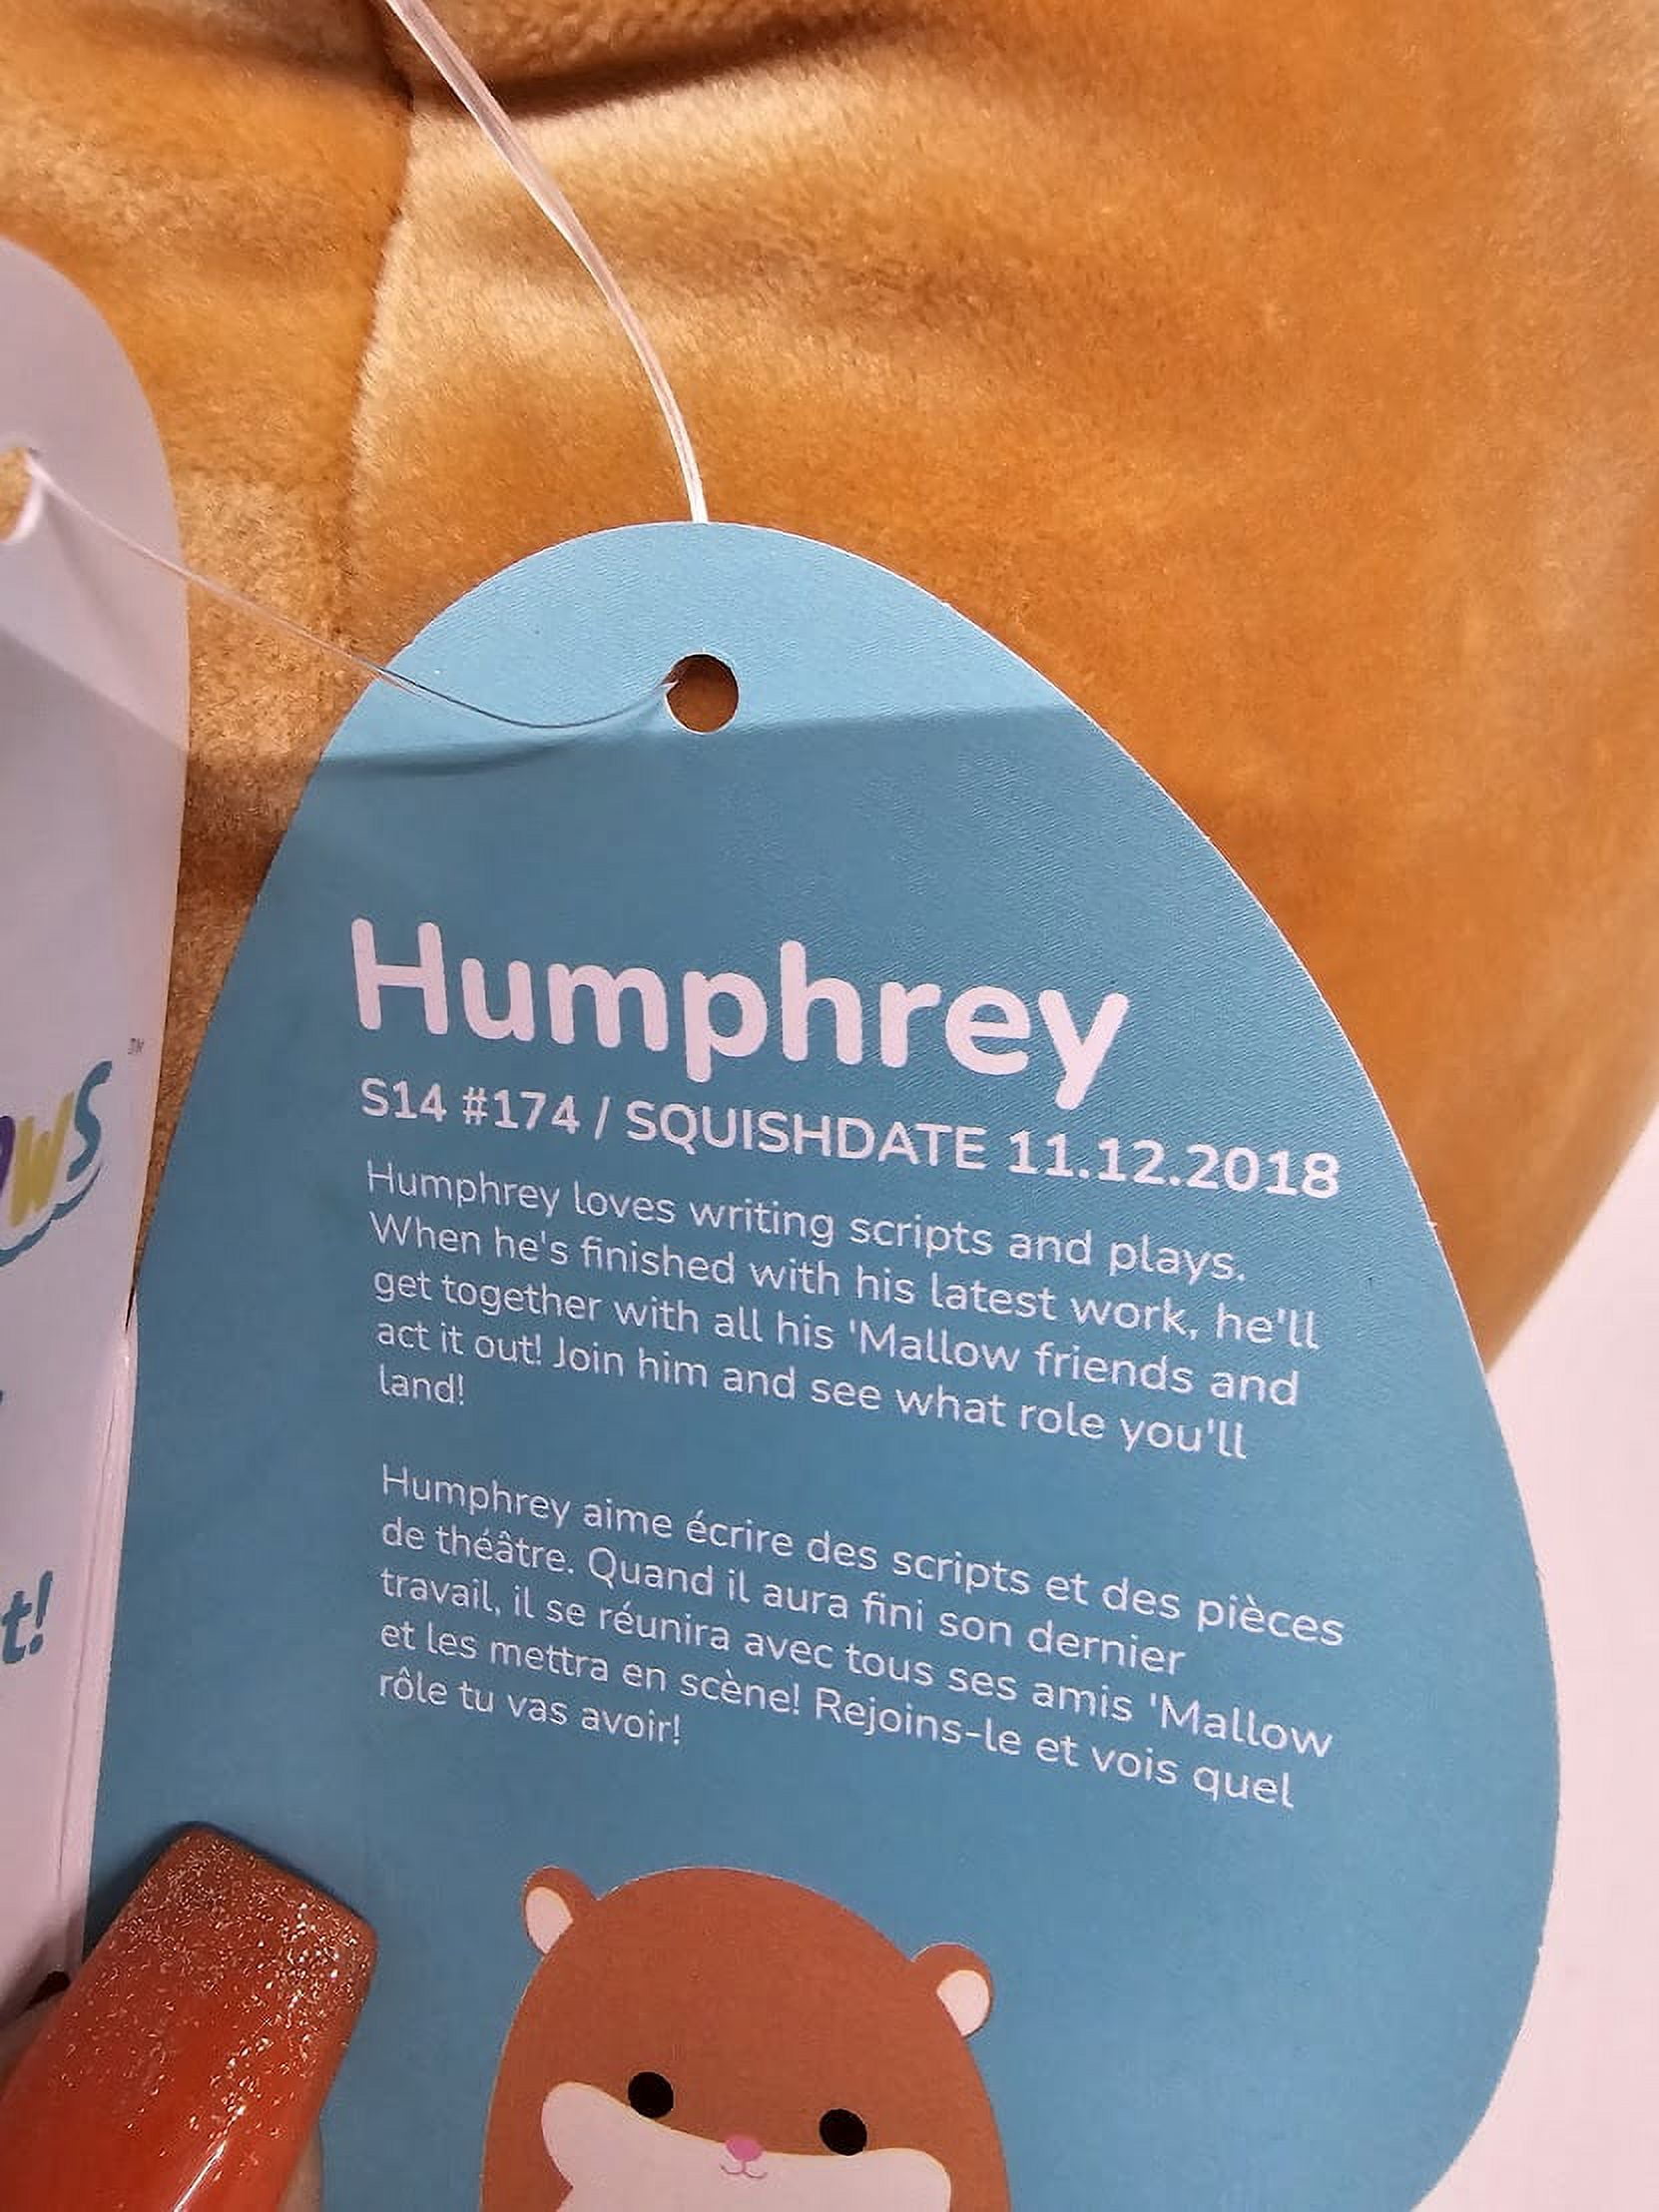 Humphrey
S14 #174 / SQUISHDATE 11.12.2018
Humphrey loves writing scripts and plays.
When he's finished with his latest work, he'll
get together with all his 'Mallow friends and
act it out! Join him and see what role you'll
land!
Humphrey aime écrire des scripts et des pièces
de théâtre. Quand il aura fini son dernier
travail, il se réunira avec tous ses amis 'Mallow
et les mettra en scène! Rejoins-le et vois quel
rôle tu vas avoir!